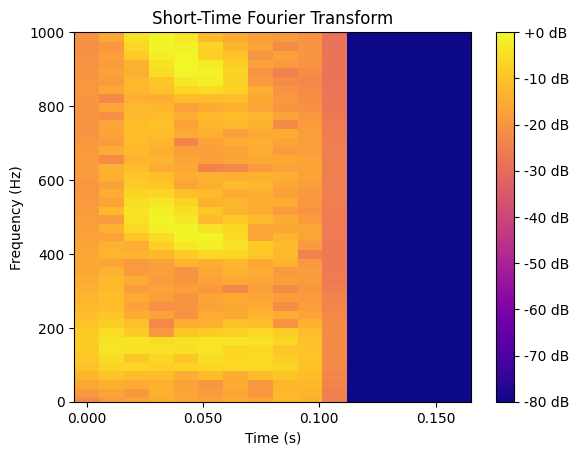 Short-Time Fourier Transform
1000
800
600
400
200
0
Frequency (Hz)
0.000
0.050
0.100
0.150
Time (s)
+0 dB
-10 dB
-20 dB
-30 dB
-40 dB
-50 dB
-60 dB
-70 dB
-80 dB